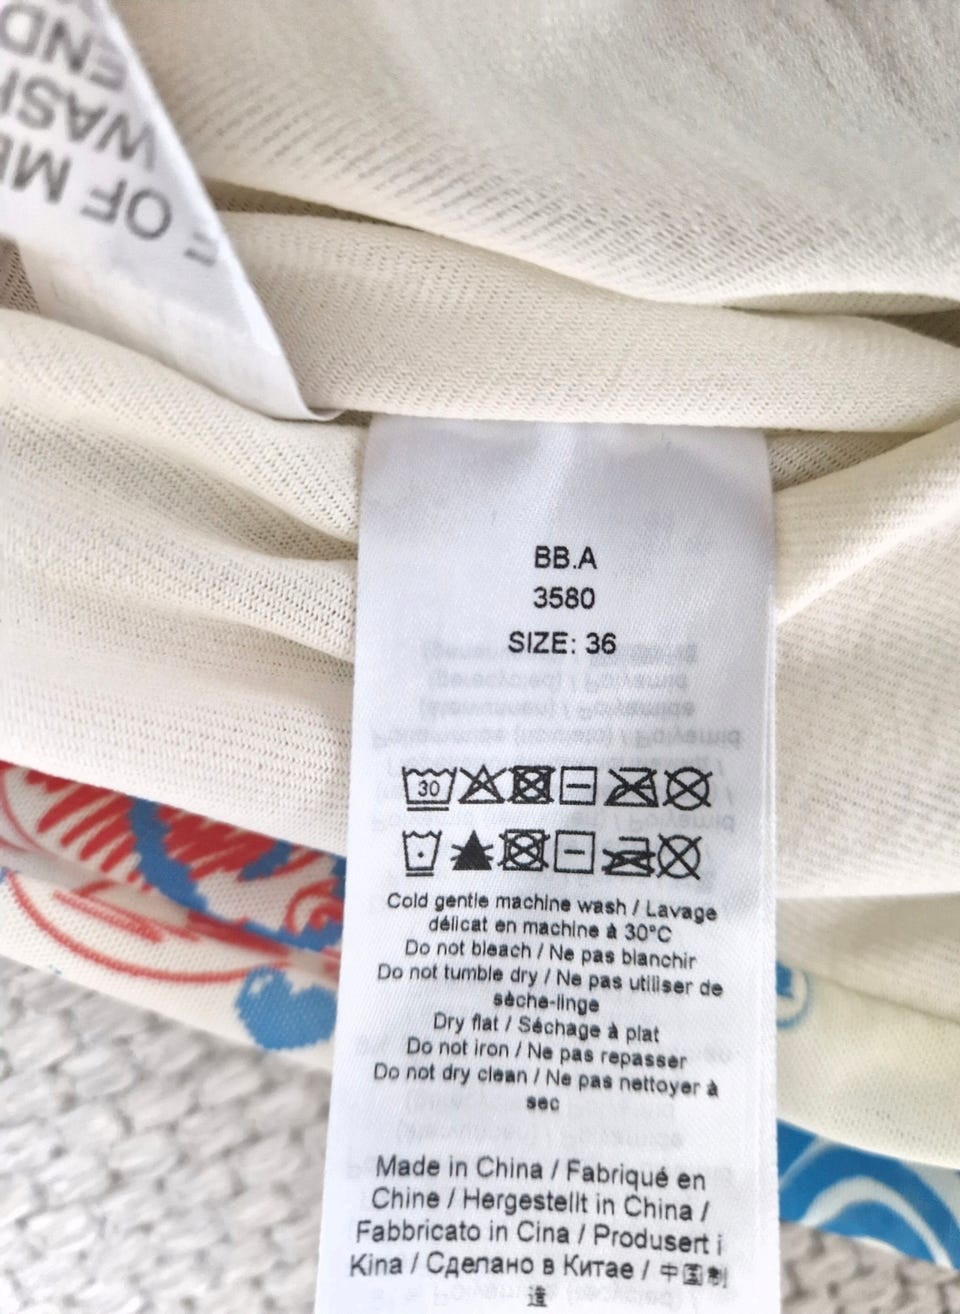 OF
WASH
BB.A
3580
SIZE: 36
30
Cold gentle machine wash / Lavage
délicat en machine à 30°C
Do not bleach / Ne pas blanchir
Do not tumble dry / Ne pas utiliser de
sèche-linge
Dry flat / Séchage à plat
Do not iron / Ne pas repasser
Do not dry clean / Ne pas nettoyer à
sec
Made in China / Fabriqué en
Chine / Hergestellt in China /
Fabbricato in Cina / Produsert i
Kina / Сделано в Китае / 中国制
造